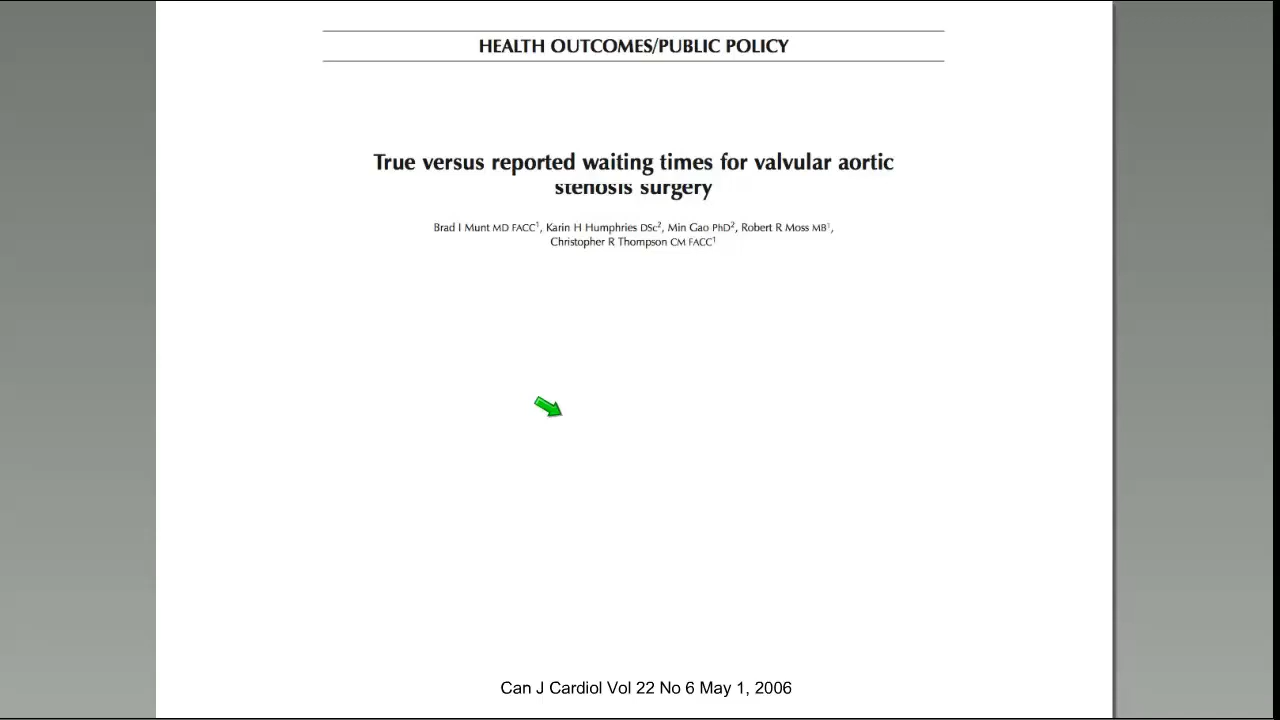 HEALTH OUTCOMES/PUBLIC POLICY
True versus reported waiting times for valvular aortic
stenosis surgery
Brad I Munt MD FACC1, Karin H Humphries DSc2, Min Gao PhD2, Robert R Moss MB1,
Christopher R Thompson CM FACC1
Can J Cardiol Vol 22 No 6 May 1, 2006